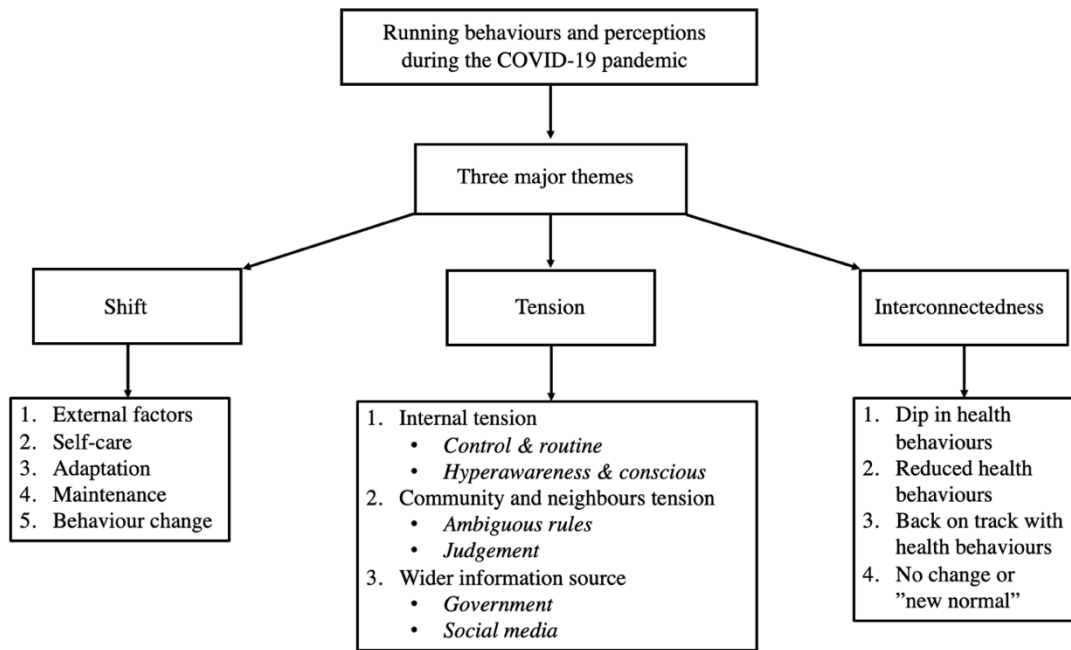 Running behaviours and perceptions
during the COVID-19 pandemic
Three major themes
Shift
Tension
Interconnectedness
1. External factors
2. Self-care
3. Adaptation
4. Maintenance
5. Behaviour change
1. Internal tension
• Control & routine
• Hyperawareness & conscious
2. Community and neighbours tension
• Ambiguous rules
• Judgement
3. Wider information source
• Government
• Social media
1. Dip in health
behaviours
2. Reduced health
behaviours
3. Back on track with
health behaviours
4. No change or
”new normal”